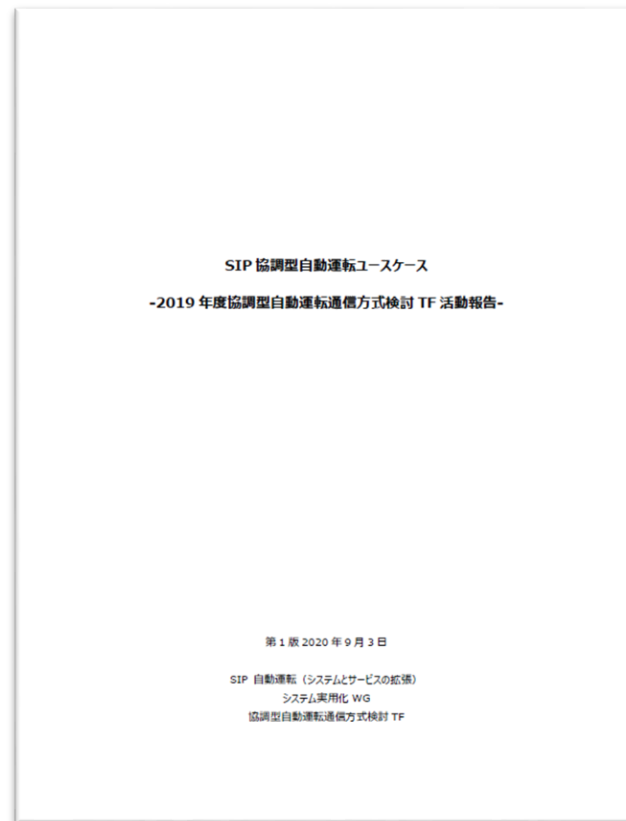 SIP 協調型自動運転ユースケース
-2019 年度協調型自動運転通信方式検討 TF 活動報告-
第 1 版 2020 年 9 月 3 日
SIP 自動運転（システムとサービスの拡張）
システム実用化 WG
協調型自動運転通信方式検討 TF